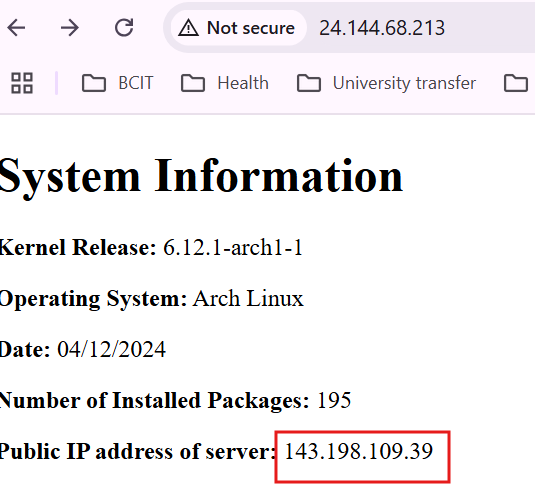 Not secure 24.144.68.213
BCIT Health University transfer
System Information
Kernel Release: 6.12.1-arch1-1
Operating System: Arch Linux
Date: 04/12/2024
Number of Installed Packages: 195
Public IP address of server: 143.198.109.39